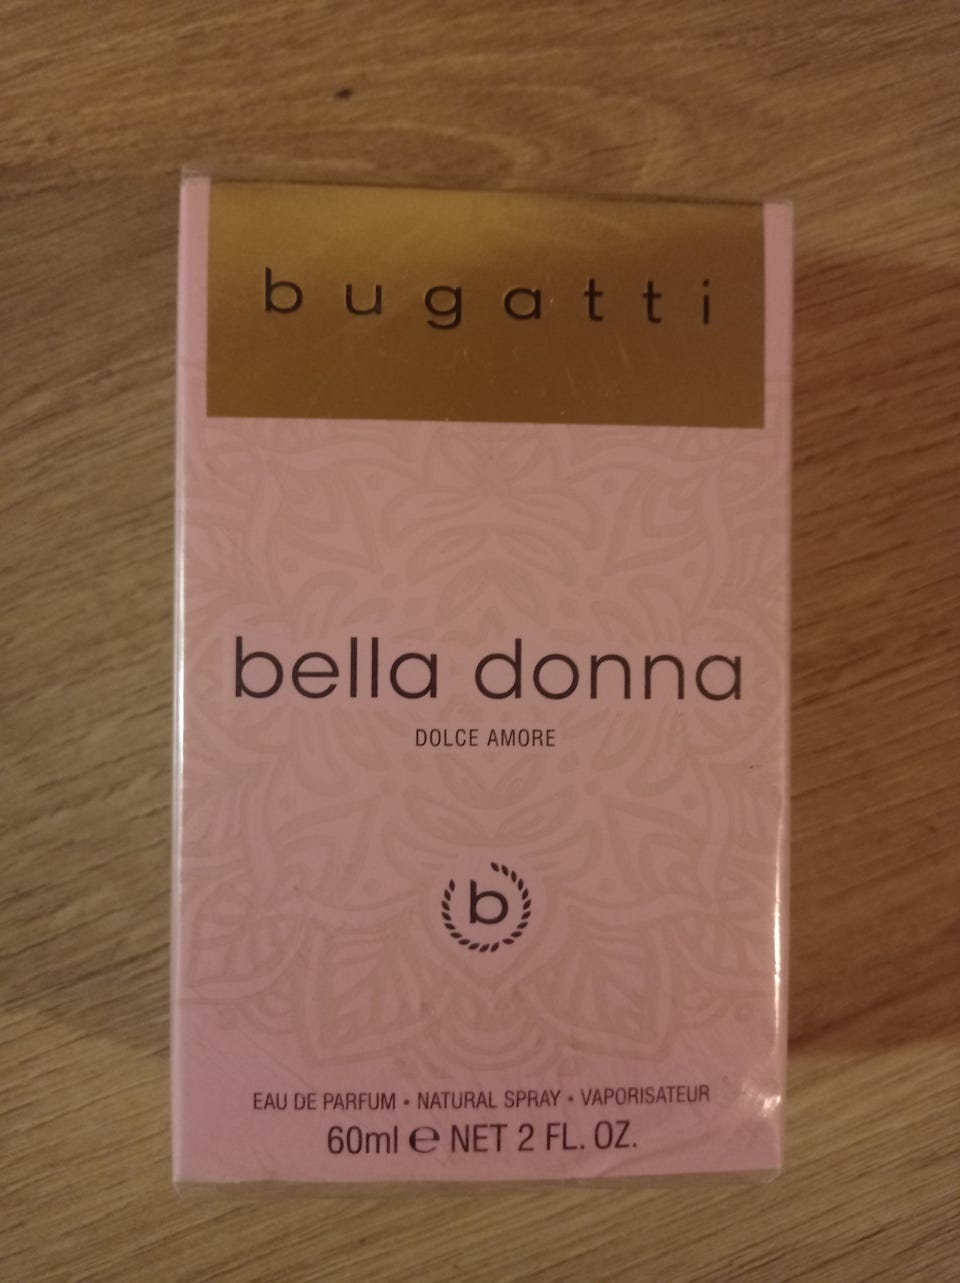 bugatti
bella donna
DOLCE AMORE
b
EAU DE PARFUM • NATURAL SPRAY • VAPORISATEUR
60ml ℮ NET 2 FL. OZ.